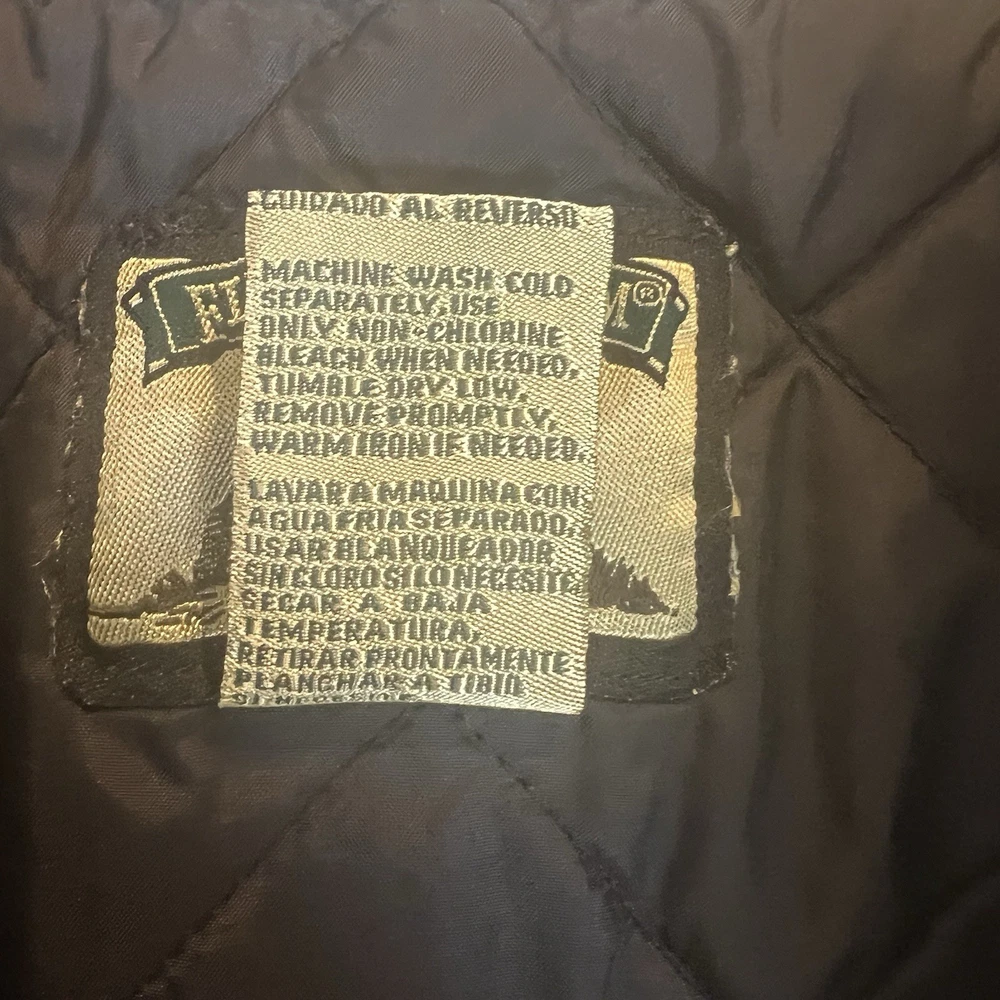 CUIDADO AL REVERSO
MACHINE WASH COLD
SEPARATELY, USE
ONLY NON-CHLORINE
BLEACH WHEN NEEDED,
TUMBLE DRY LOW,
REMOVE PROMPTLY,
WARM IRON IF NEEDED.
LAVAR A MAQUINA CON
AGUA FRIA SEPARADO,
USAR BLANQUEADOR
SIN CLORO SI LO NECESITE
SECAR A BAJA
TEMPERATURA,
RETIRAR PRONTAMENTE
PLANCHAR A TIBIA